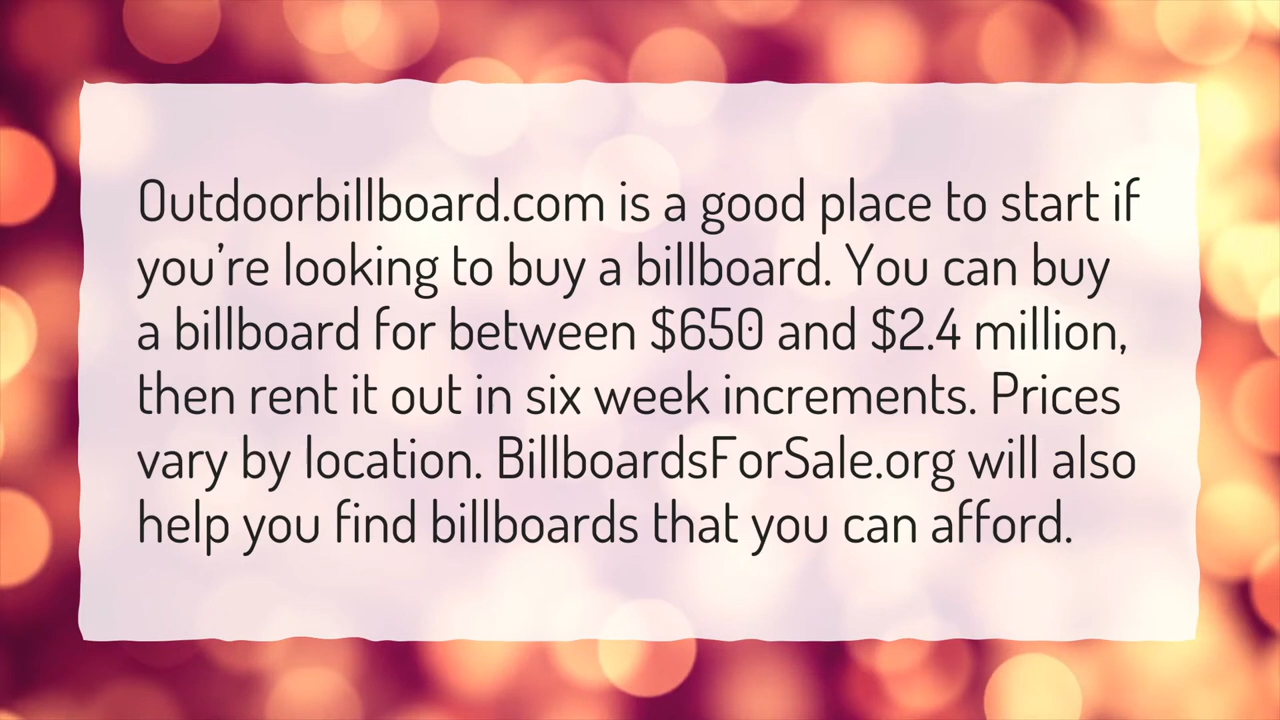 Outdoorbillboard.com is a good place to start if
you’re looking to buy a billboard. You can buy
a billboard for between $650 and $2.4 million,
then rent it out in six week increments. Prices
vary by location. BillboardsForSale.org will also
help you find billboards that you can afford.